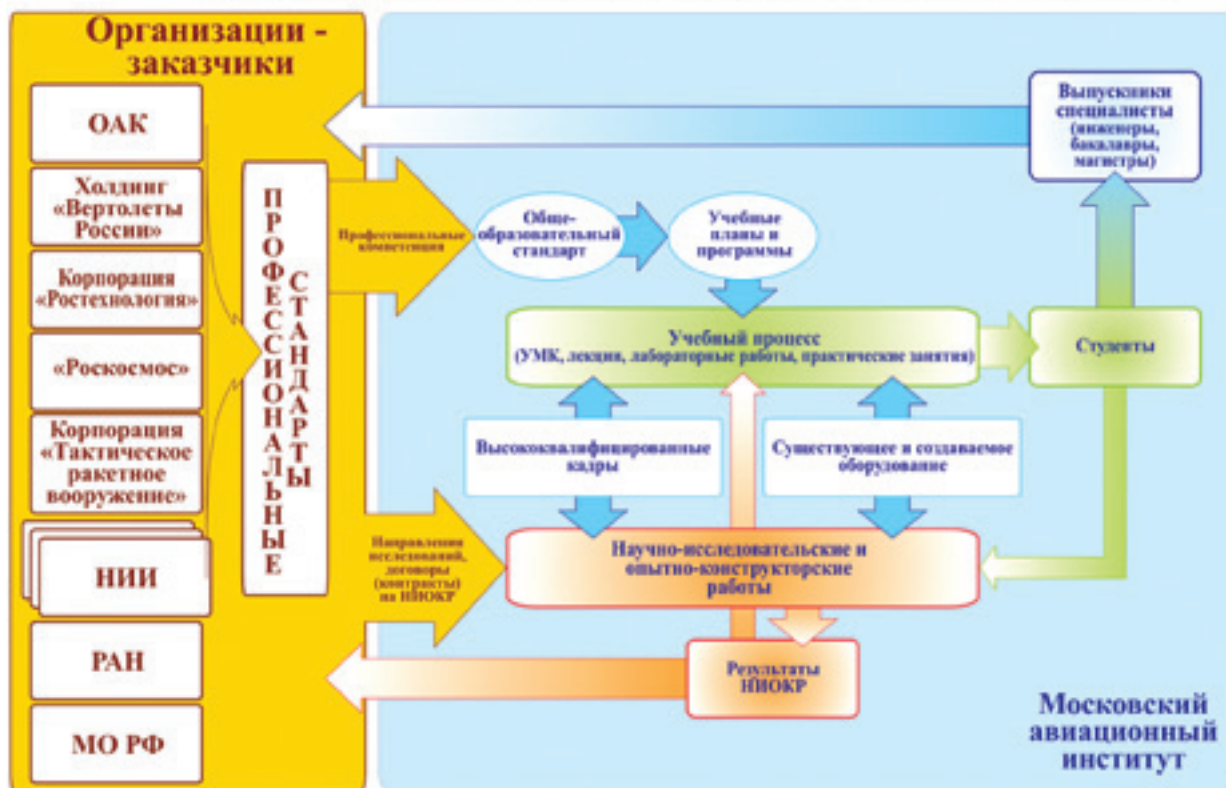 Организации -
заказчики
ОАК
Холдинг
«Вертолеты
России»
Корпорация
«Ростехнология»
«Роскосмос»
Корпорация
«Тактическое
ракетное
вооружение»
НИИ
РАН
МО РФ
ПРОФЕССИОНАЛЬНЫЕ
СТАНДАРТЫ
Профессиональные
компетенции
Направления
исследований,
договоры
(контракты)
на НИОКР
Обще-
образовательный
стандарт
Учебные
планы и
программы
Выпускники
специалисты
(инженеры,
бакалавры,
магистры)
Учебный процесс
(УМК, лекции, лабораторные работы, практические занятия)
Студенты
Высококвалифицированные
кадры
Существующее и создаваемое
оборудование
Научно-исследовательские и
опытно-конструкторские
работы
Результаты
НИОКР
Московский
авиационный
институт